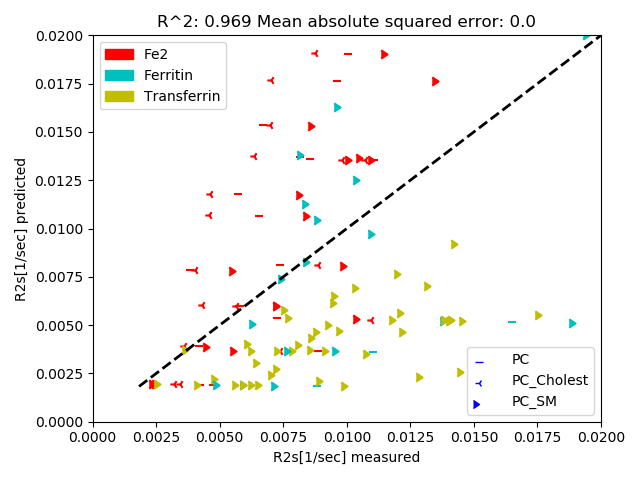 R^2: 0.969 Mean absolute squared error: 0.0
0.0200
0.0175
0.0150
0.0125
0.0100
0.0075
0.0050
0.0025
0.0000
R2s[1/sec] predicted
Fe2
Ferritin
Transferrin
PC
PC_Cholest
PC_SM
0.0000 0.0025 0.0050 0.0075 0.0100 0.0125 0.0150 0.0175 0.0200
R2s[1/sec] measured